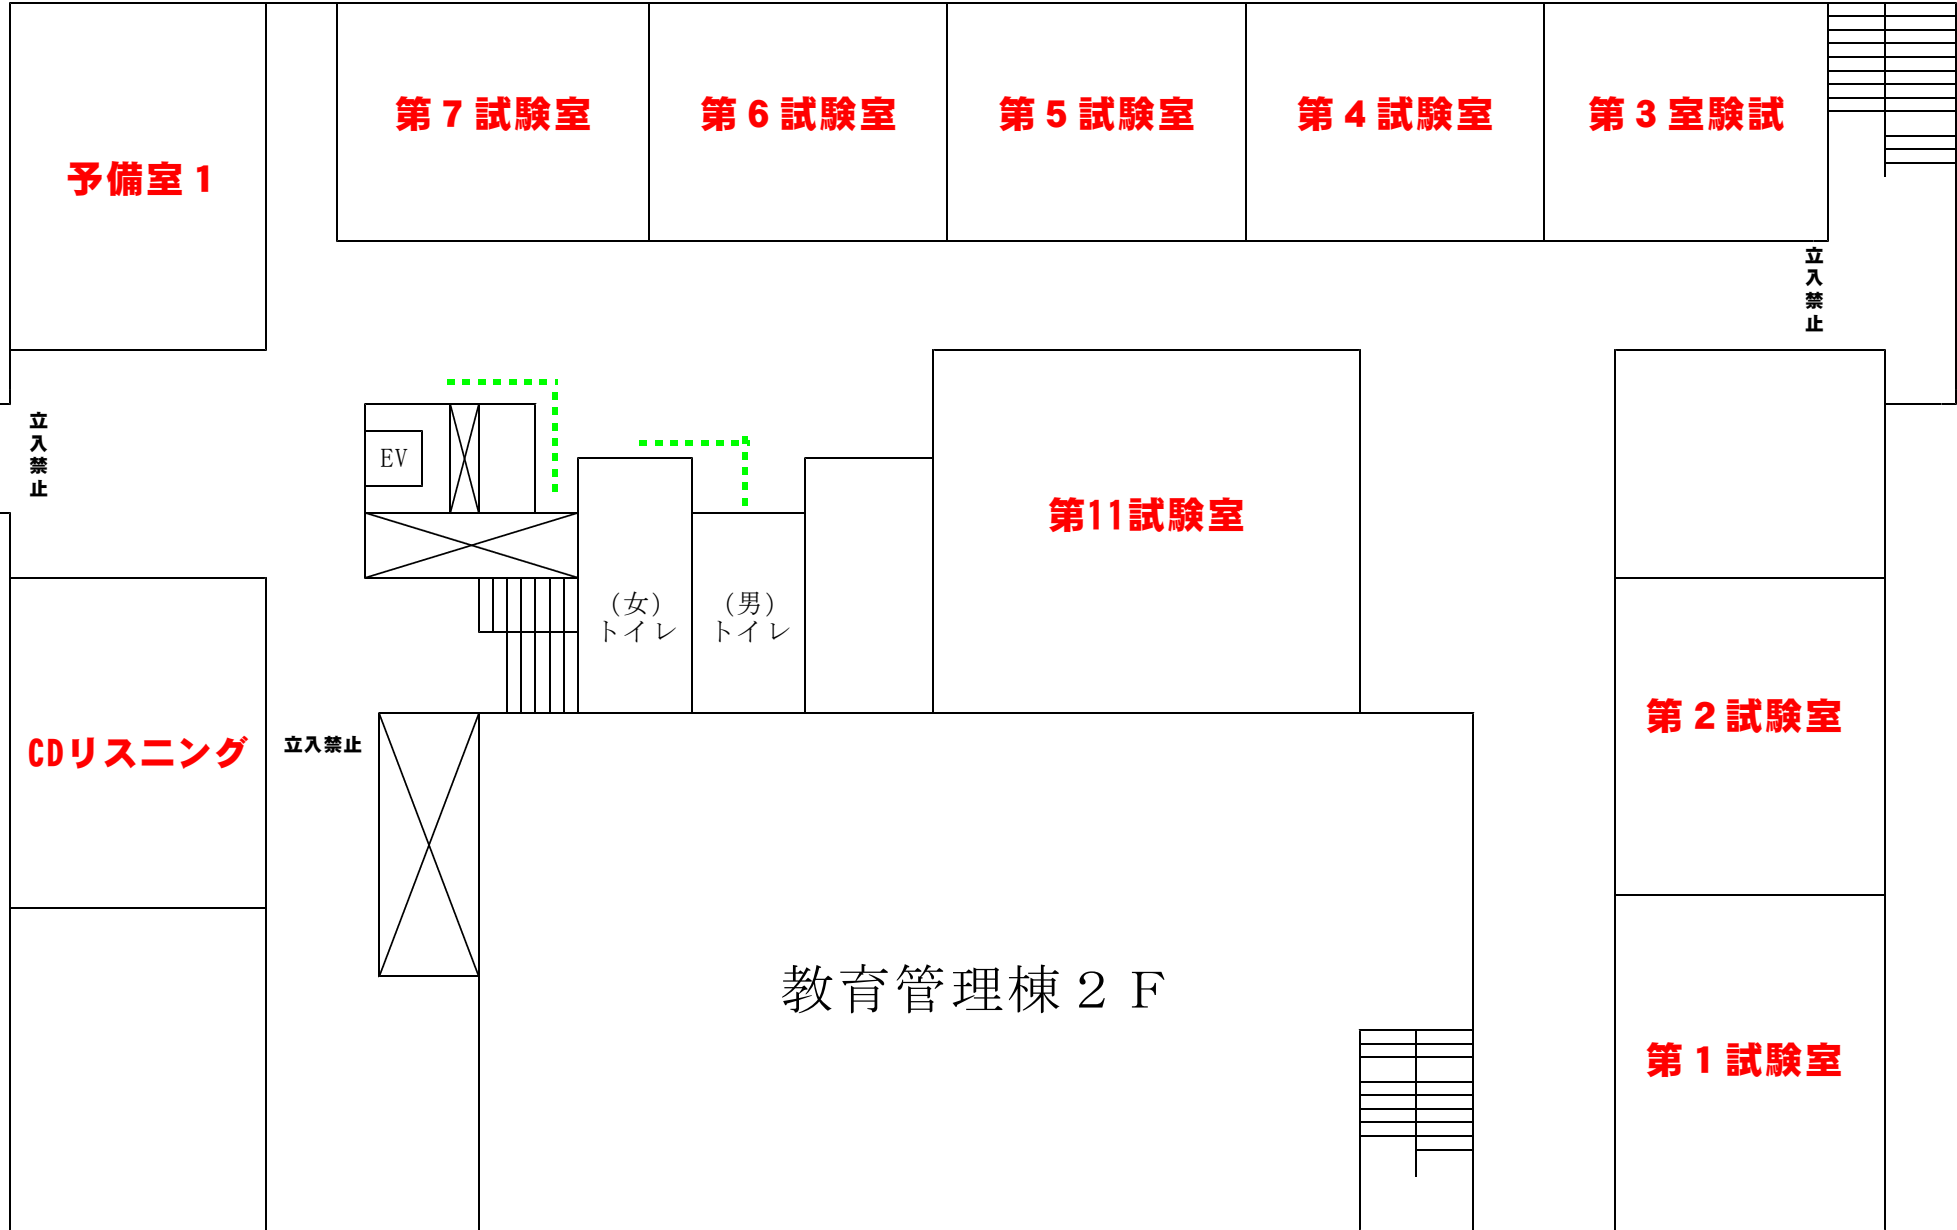 第７試験室
第６試験室
第５試験室
第４試験室
第３室験試
予備室１
立入禁止
立入禁止
EV
第11試験室
（女）
トイレ
（男）
トイレ
第２試験室
CDリスニング
立入禁止
教育管理棟２Ｆ
第１試験室